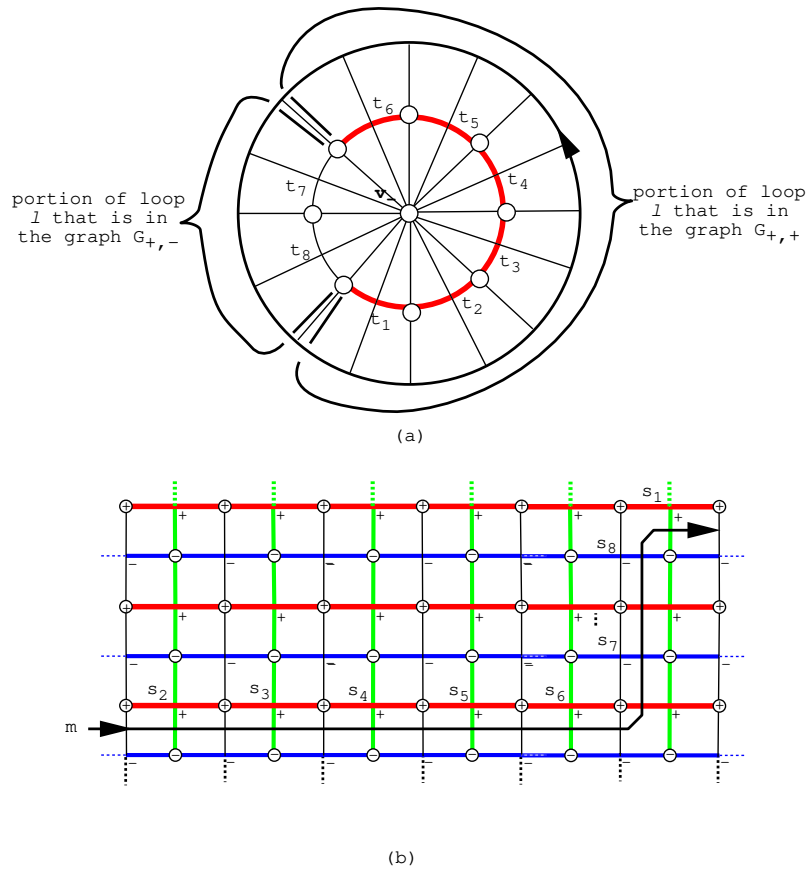 t6
t5
t7
v_
t4
portion of loop
l that is in
the graph G+,−
portion of loop
l that is in
the graph G+,+
t8
t3
t2
t1
(a)
s1
+ + + + + +
s8
− − − − − − −
+ + + + + +
s7
− − − − − − −
s2 s3 s4 s5 s6
+ + + + + +
m
− − − − − − −
(b)